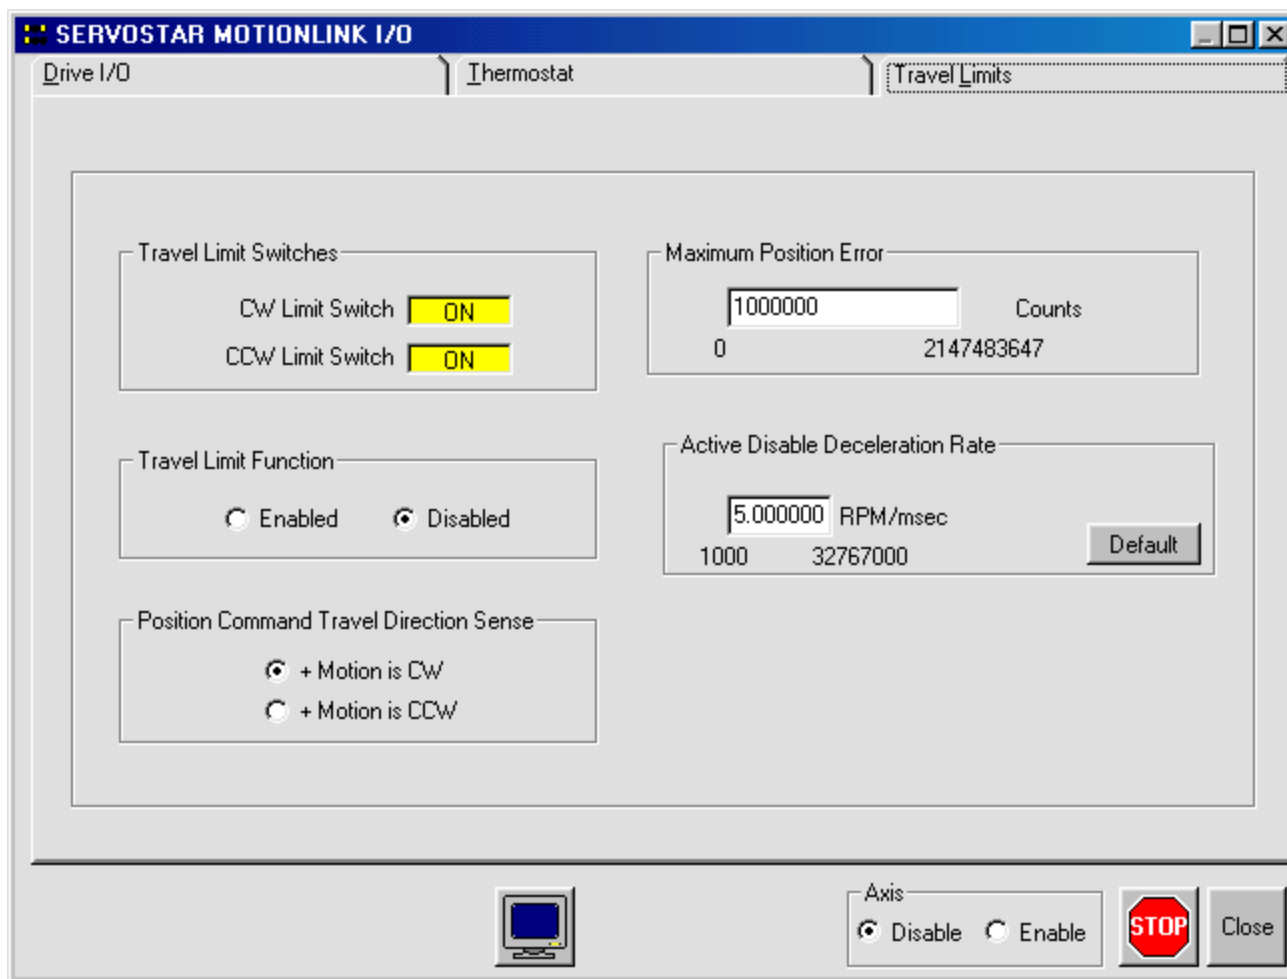 SERVOSTAR MOTIONLINK I/O
Drive I/O
Thermostat
Travel Limits
Travel Limit Switches
CW Limit Switch ON
CCW Limit Switch ON
Maximum Position Error
1000000 Counts
0 2147483647
Travel Limit Function
Enabled Disabled
Active Disable Deceleration Rate
5.000000 RPM/msec
1000 32767000
Default
Position Command Travel Direction Sense
+ Motion is CW
+ Motion is CCW
Axis
Disable Enable
STOP
Close